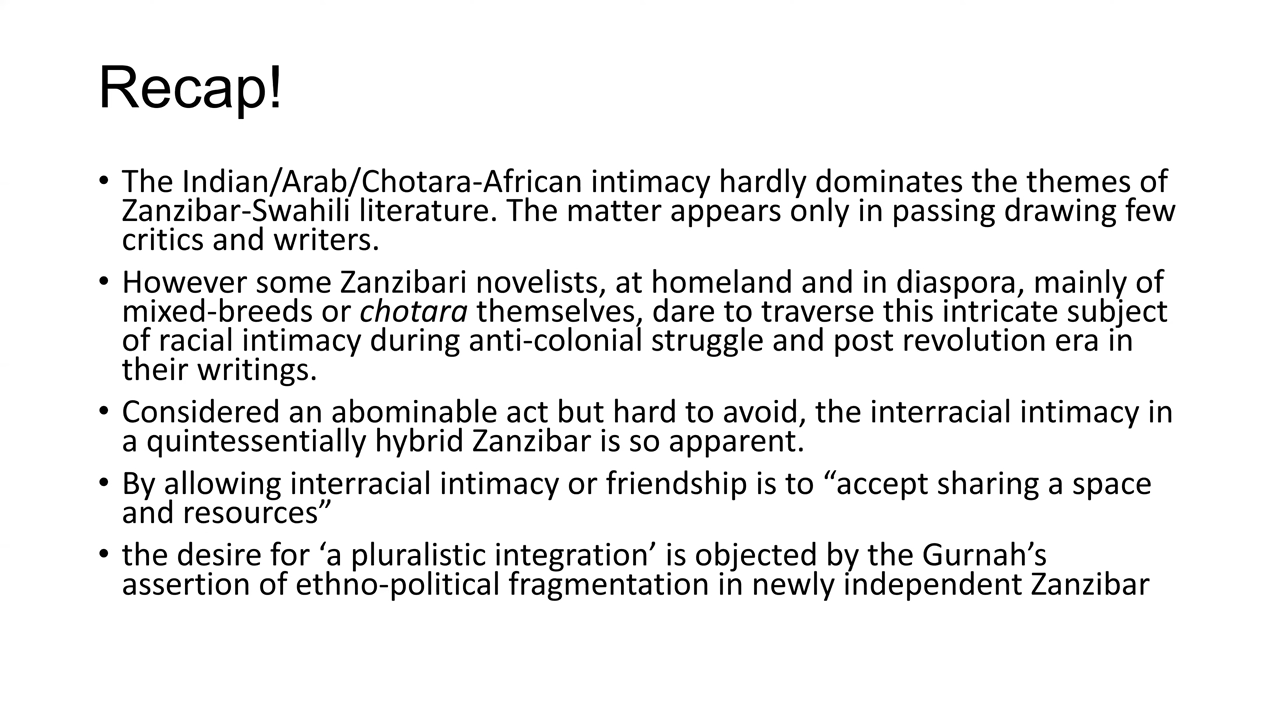 Recap!
• The Indian/Arab/Chotara-African intimacy hardly dominates the themes of
Zanzibar-Swahili literature. The matter appears only in passing drawing few
critics and writers.
• However some Zanzibari novelists, at homeland and in diaspora, mainly of
mixed-breeds or chotara themselves, dare to traverse this intricate subject
of racial intimacy during anti-colonial struggle and post revolution era in
their writings.
• Considered an abominable act but hard to avoid, the interracial intimacy in
a quintessentially hybrid Zanzibar is so apparent.
• By allowing interracial intimacy or friendship is to “accept sharing a space
and resources”
• the desire for ‘a pluralistic integration’ is objected by the Gurnah’s
assertion of ethno-political fragmentation in newly independent Zanzibar